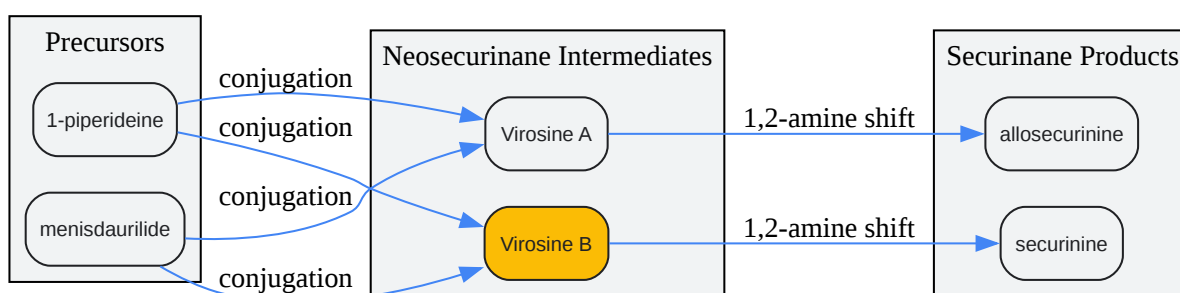 Precursors
1-piperideine
menisdaurilide
conjugation
conjugation
conjugation
conjugation
Neosecurinane Intermediates
Virosine A
Virosine B
1,2-amine shift
1,2-amine shift
Securinane Products
allosecurinine
securinine